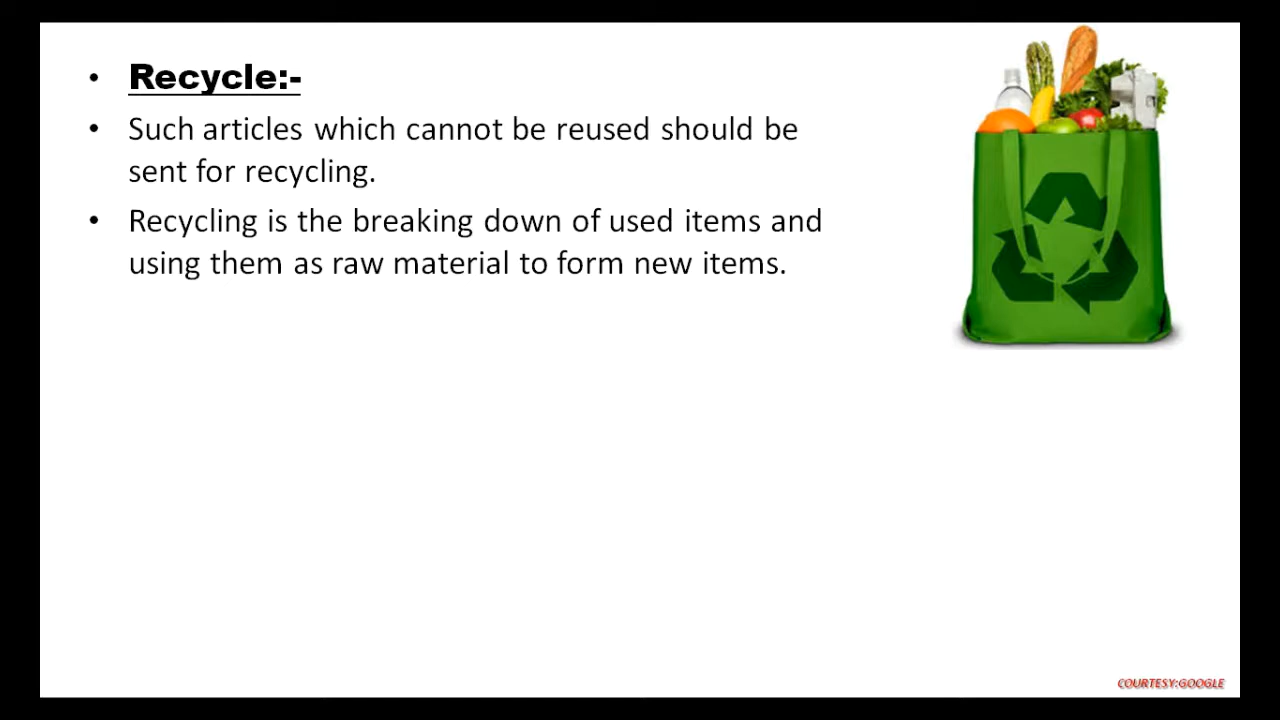 • Recycle:-
• Such articles which cannot be reused should be
sent for recycling.
• Recycling is the breaking down of used items and
using them as raw material to form new items.
COURTESY:GOOGLE